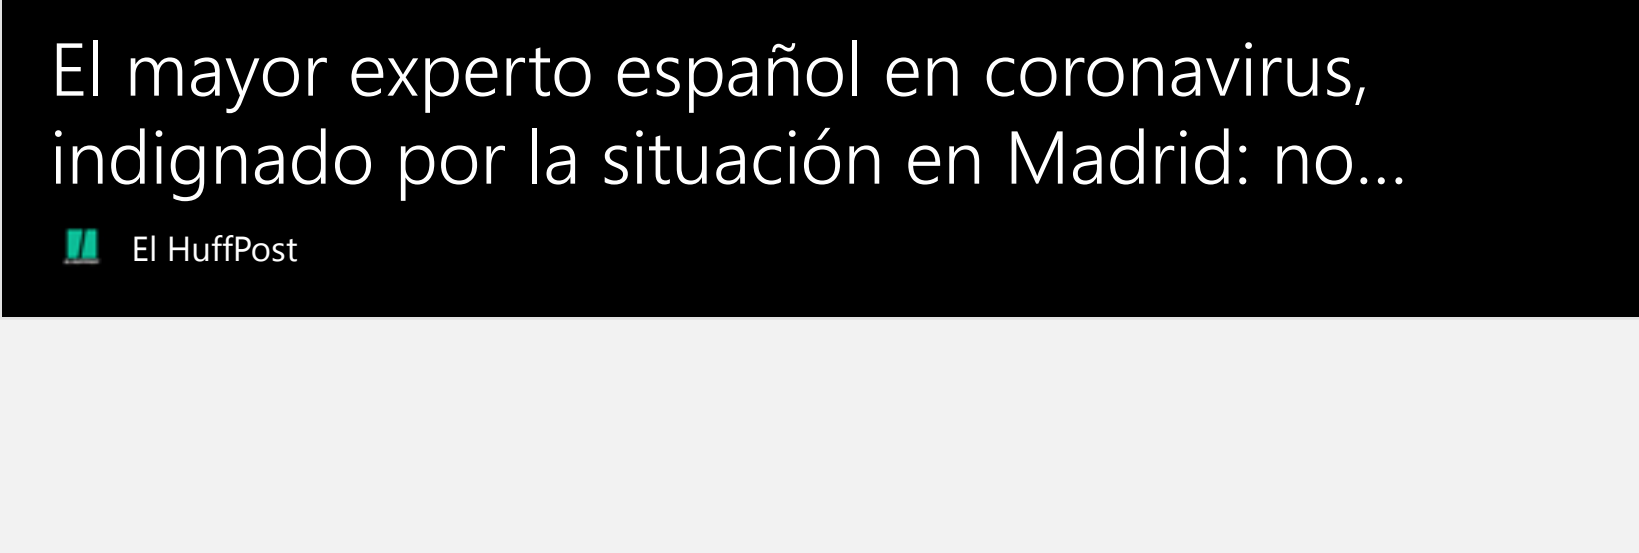 El mayor experto español en coronavirus,
indignado por la situación en Madrid: no...
El HuffPost